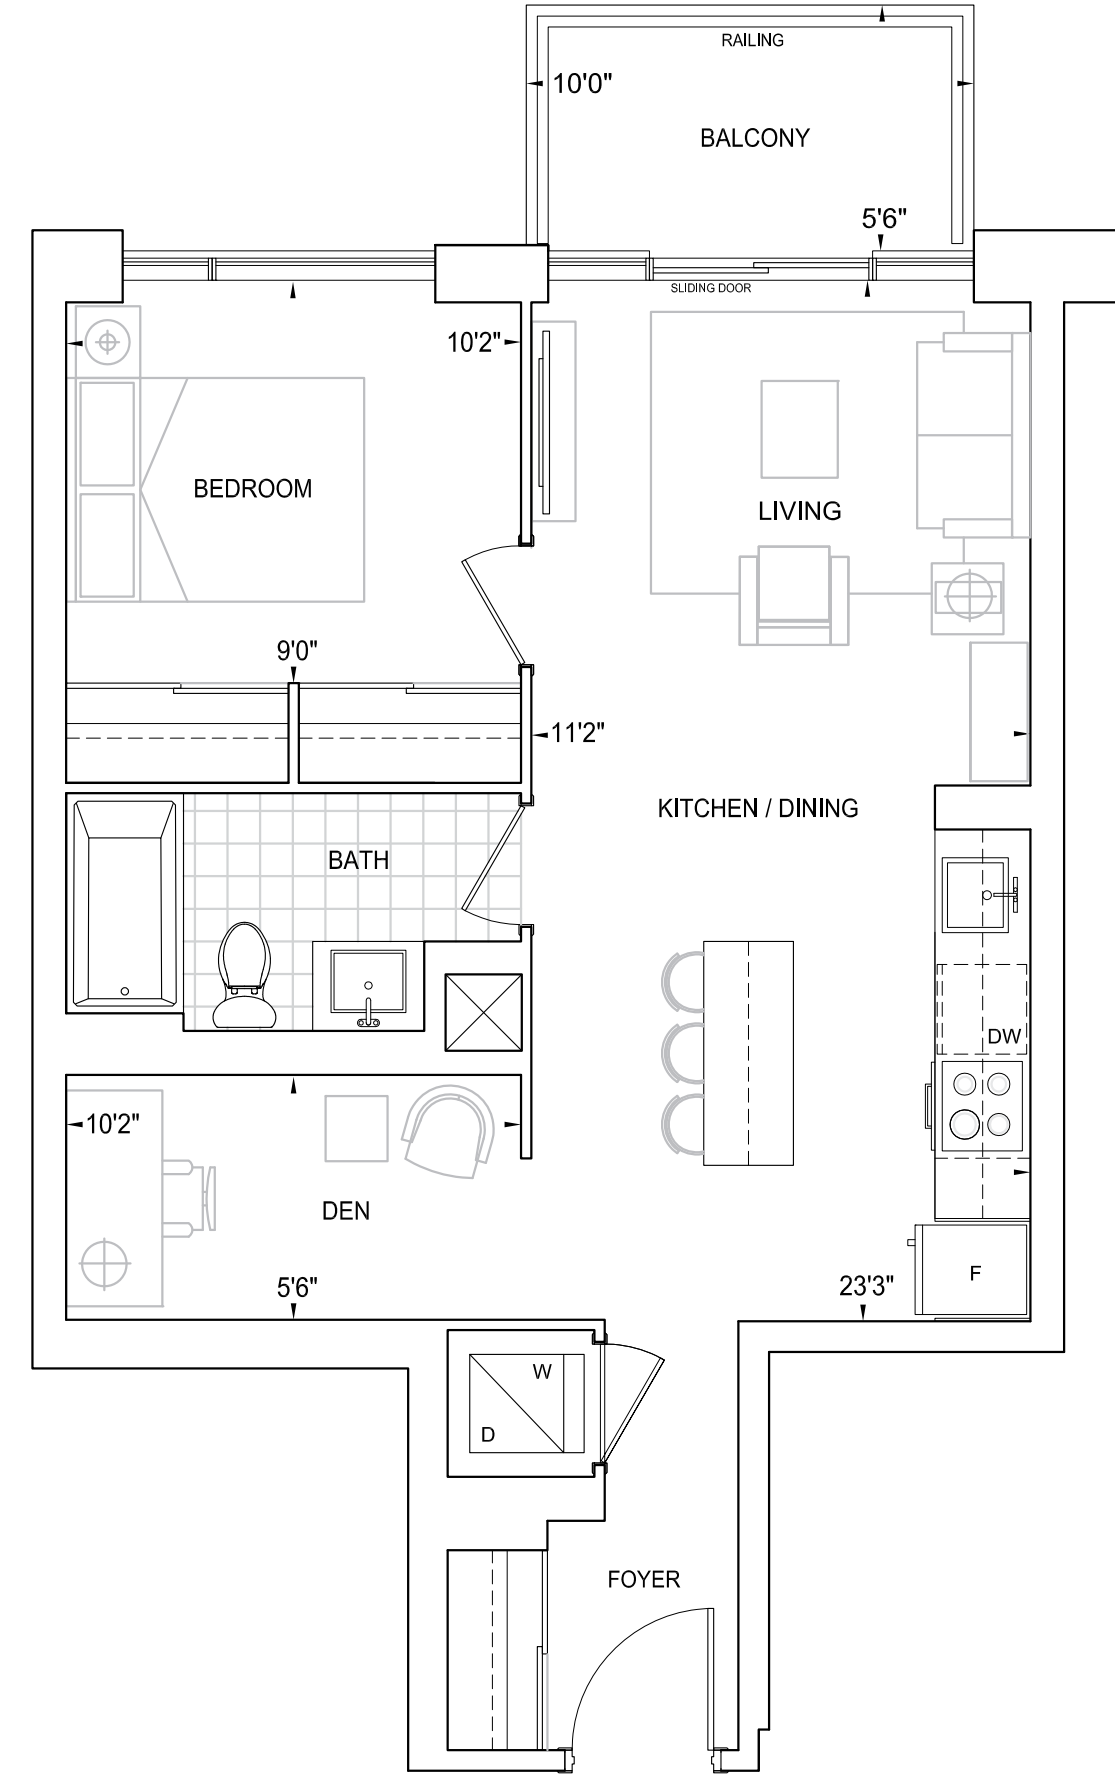 RAILING
10'0"
BALCONY
5'6"
SLIDING DOOR
10'2"
BEDROOM
LIVING
9'0"
11'2"
KITCHEN / DINING
BATH
DW
10'2"
DEN
5'6"
23'3"
F
W
D
FOYER